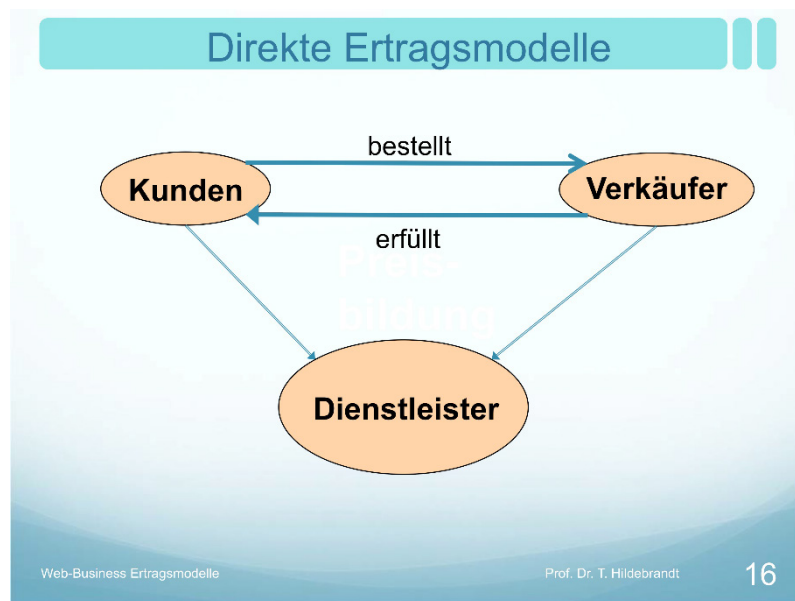 Direkte Ertragsmodelle
bestellt
Kunden
Verkäufer
erfüllt
Preis-
bildung
Dienstleister
Web-Business Ertragsmodelle
Prof. Dr. T. Hildebrandt
16